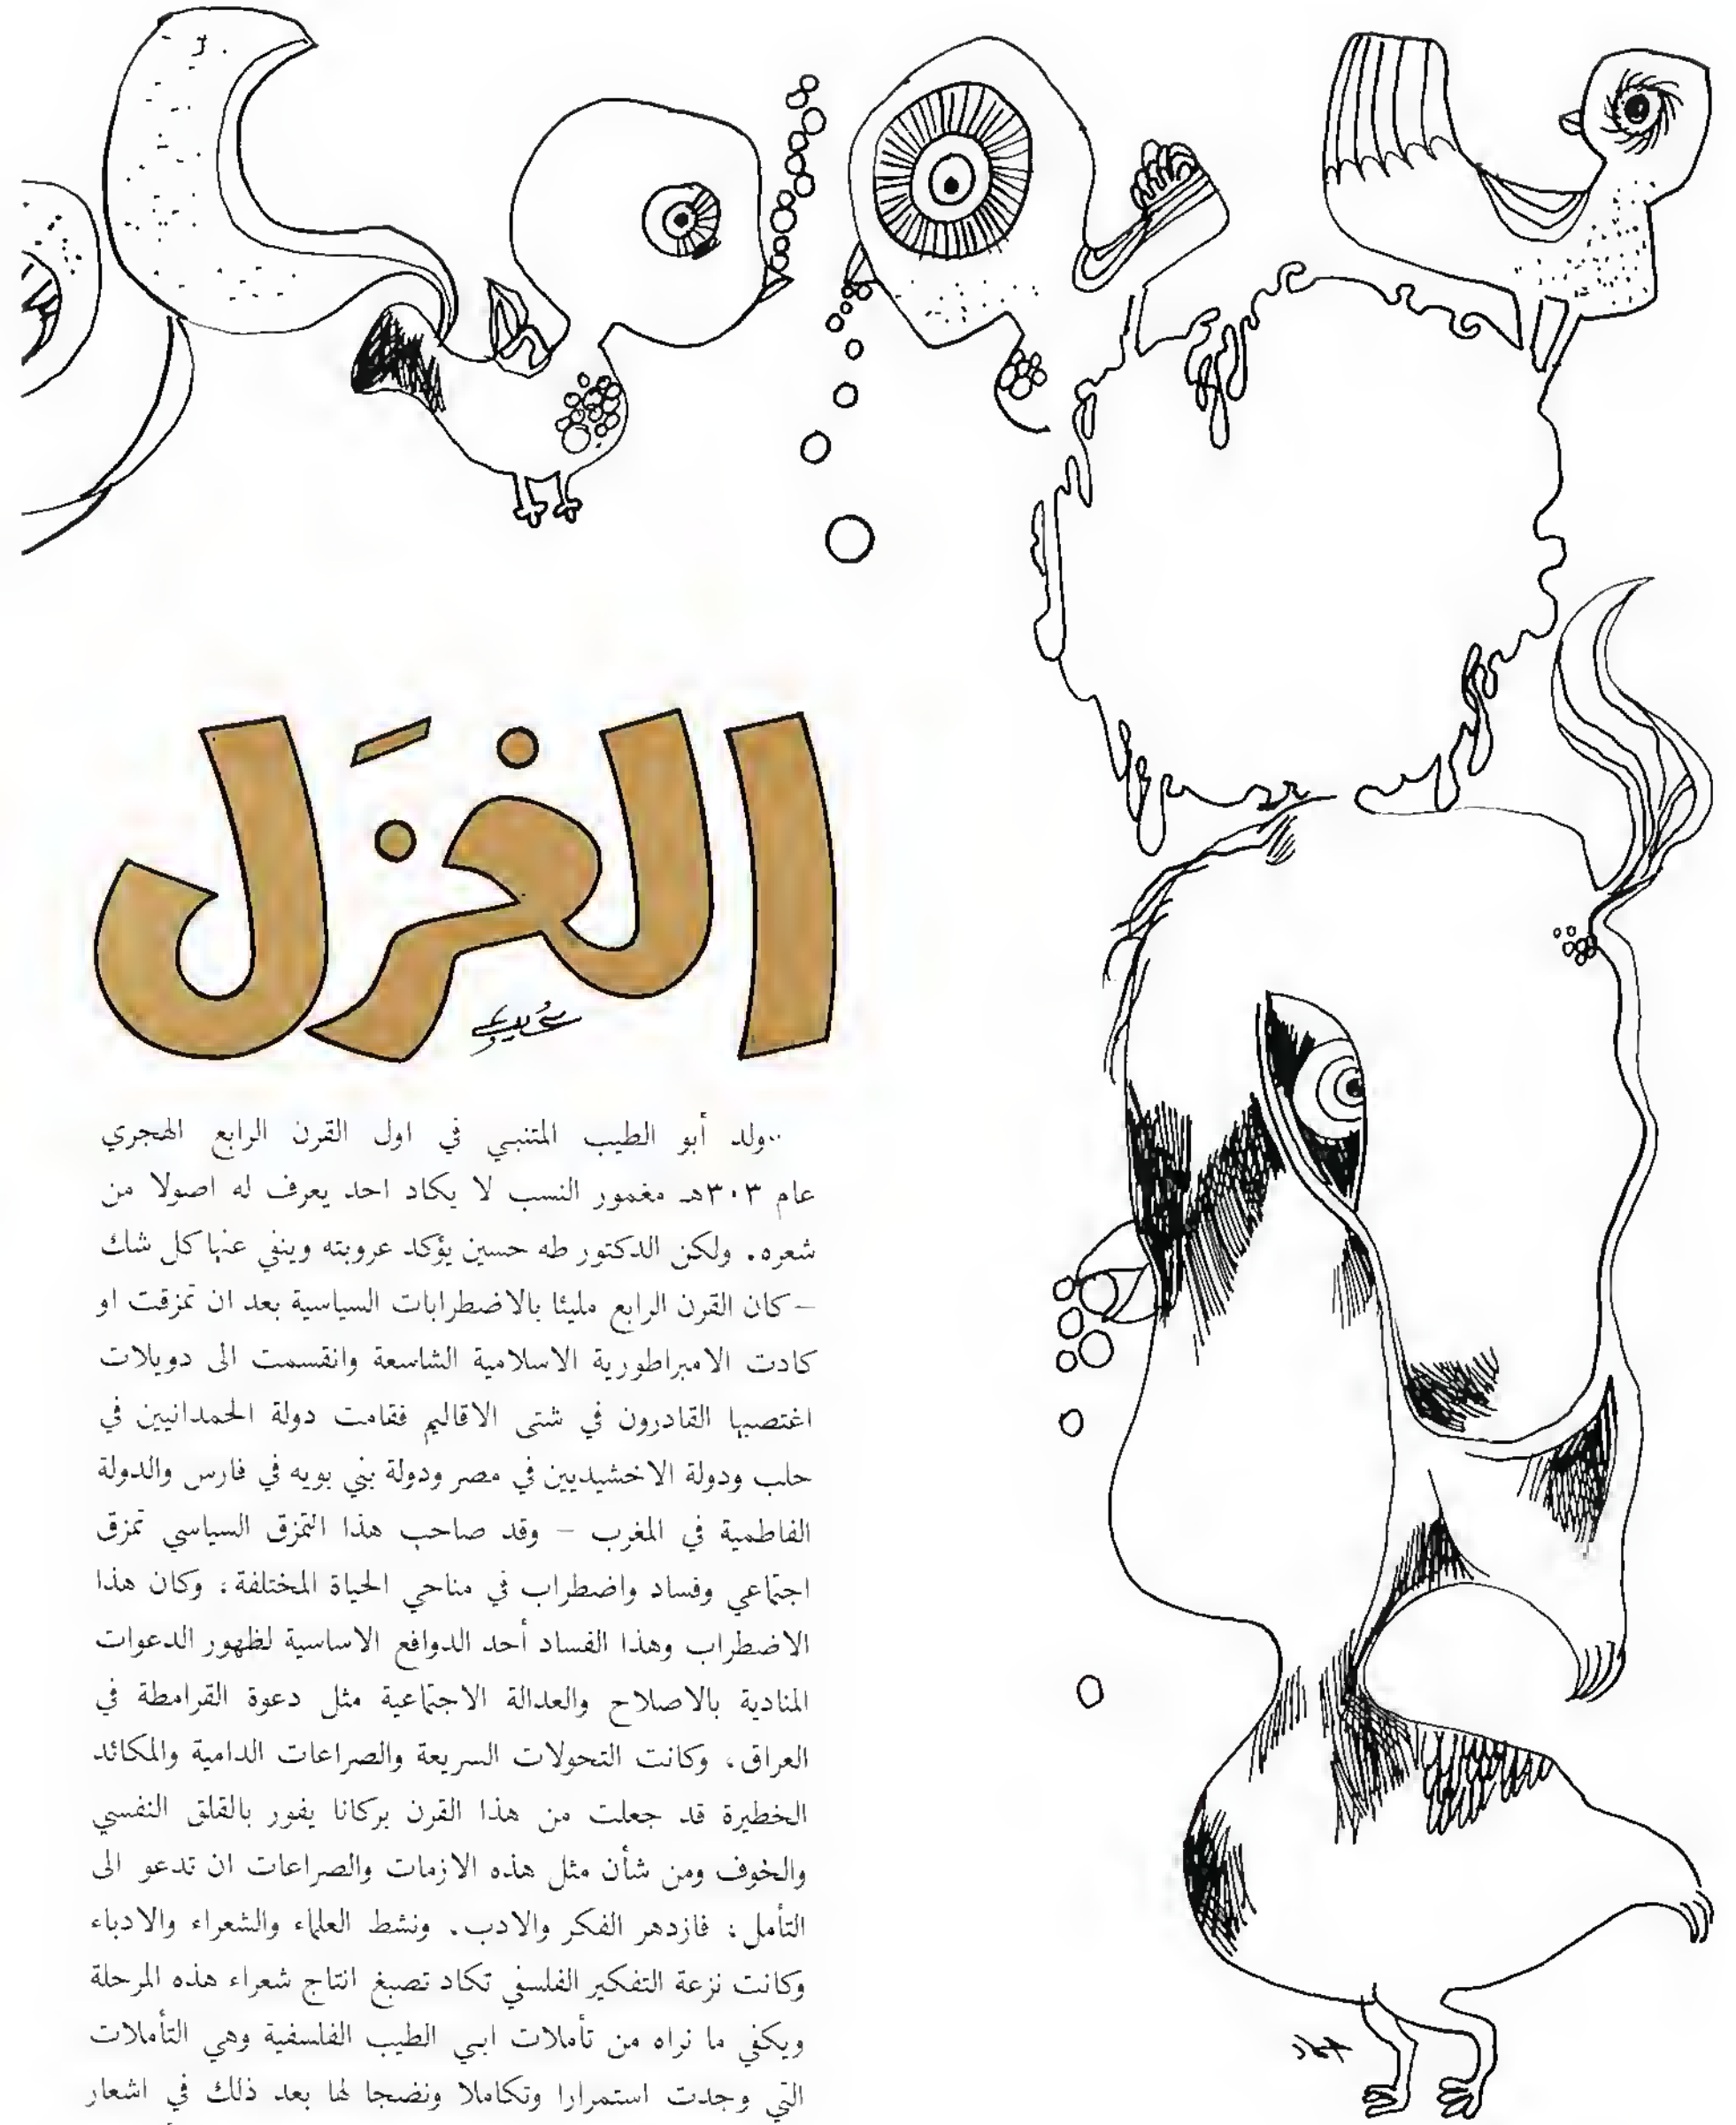 الغزَل
..ولد أبو الطيب المتنبي في اول القرن الرابع الهجري
عام ٣٠٣هـ مغمور النسب لا يكاد احد يعرف له اصولا من
شعره. ولكن الدكتور طه حسين يؤكد عروبته وينفي عنها كل شك
–كان القرن الرابع مليئا بالاضطرابات السياسية بعد ان تمزقت او
كادت الامبراطورية الاسلامية الشاسعة وانقسمت الى دويلات
اغتصبها القادرون في شتى الاقاليم فقامت دولة الحمدانيين في
حلب ودولة الاخشيديين في مصر ودولة بني بويه في فارس والدولة
الفاطمية في المغرب – وقد صاحب هذا التمزق السياسي تمزق
اجتماعي وفساد واضطراب في مناحي الحياة المختلفة، وكان هذا
الاضطراب وهذا الفساد أحد الدوافع الاساسية لظهور الدعوات
المنادية بالاصلاح والعدالة الاجتماعية مثل دعوة القرامطة في
العراق، وكانت التحولات السريعة والصراعات الدامية والمكائد
الخطيرة قد جعلت من هذا القرن بركانا يفور بالقلق النفسي
والخوف ومن شأن مثل هذه الازمات والصراعات ان تدعو الى
التأمل، فازدهر الفكر والادب. ونشط العلماء والشعراء والادباء
وكانت نزعة التفكير الفلسفي تكاد تصبغ انتاج شعراء هذه المرحلة
ويكفي ما نراه من تأملات ابي الطيب الفلسفية وهي التأملات
التي وجدت استمرارا وتكاملا ونضجا لها بعد ذلك في اشعار